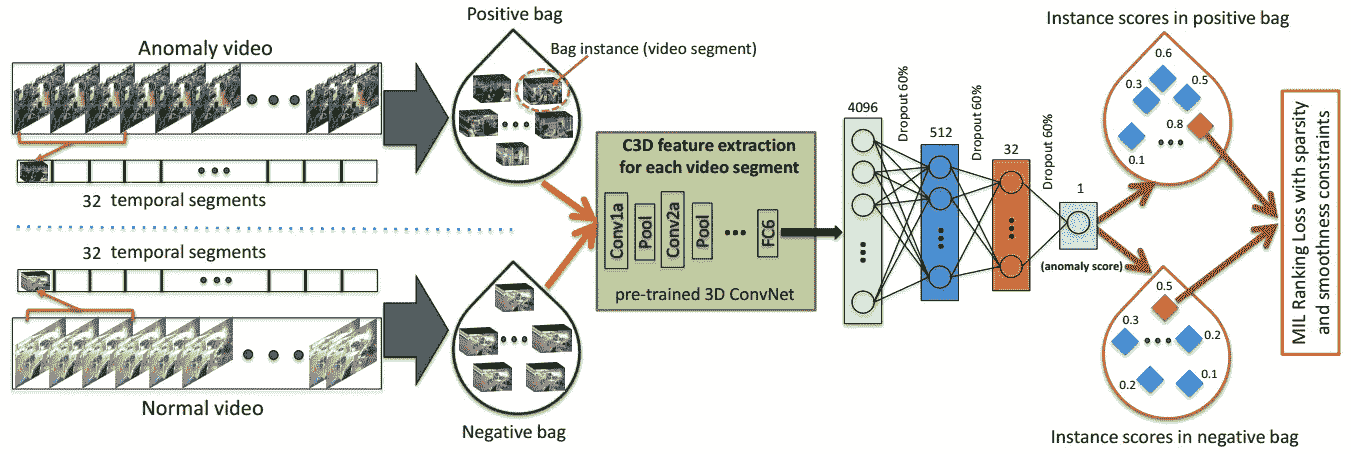 Anomaly video
32 temporal segments
32 temporal segments
Normal video
Positive bag
Bag instance (video segment)
Negative bag
C3D feature extraction
for each video segment
Conv1a
Pool
Conv2a
Pool
FC6
pre-trained 3D ConvNet
4096
Dropout 60%
512
Dropout 60%
32
Dropout 60%
1
(anomaly score)
Instance scores in positive bag
0.6
0.3
0.5
0.8
0.1
0.5
0.3
0.2
0.2
0.1
Instance scores in negative bag
MIL Ranking Loss with sparsity
and smoothness constraints